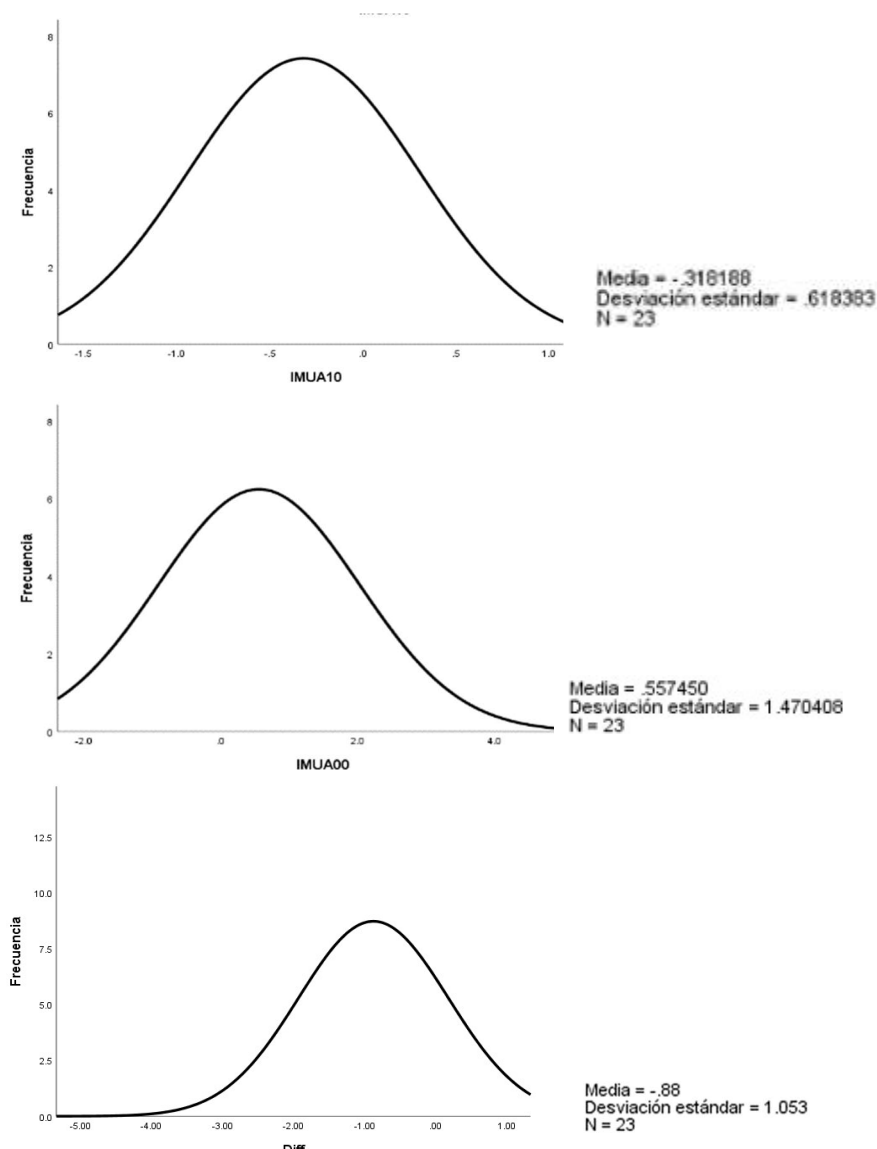 8
6
Frecuencia
4
2
0
-1.5 -1.0 -.5 .0 .5 1.0
IMUA10
Media = -.318188
Desviación estándar = .618383
N = 23
8
6
Frecuencia
4
2
0
-2.0 .0 2.0 4.0
IMUA00
Media = .557450
Desviación estándar = 1.470408
N = 23
12.5
10.0
Frecuencia
7.5
5.0
2.5
0.0
-5.00 -4.00 -3.00 -2.00 -1.00 .00 1.00
Media = -.88
Desviación estándar = 1.053
N = 23